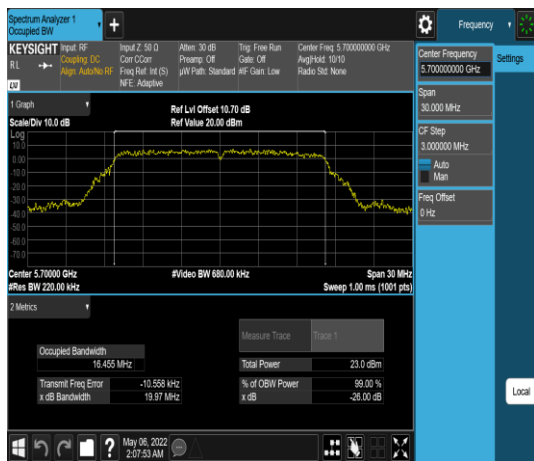 Spectrum Analyzer 1
Occupied BW
Frequency
KEYSIGHT
Input: RF
Input Z: 50 Ω
Atten: 30 dB
Trig: Free Run
Center Freq: 5.700000000 GHz
RL
Coupling: DC
Corr CCorr
Preamp: Off
Gate: Off
Avg|Hold: 10/10
Align: Auto/No RF
Freq Ref: Int (S)
µW Path: Standard
#IF Gain: Low
Radio Std: None
NFE: Adaptive
LXI
Center Frequency
5.700000000 GHz
Settings
Span
30.000 MHz
CF Step
3.000000 MHz
Auto
Man
Freq Offset
0 Hz
Local
1 Graph
Ref Lvl Offset 10.70 dB
Scale/Div 10.0 dB
Ref Value 20.00 dBm
Log
10.0
0.00
-10.0
-20.0
-30.0
-40.0
-50.0
-60.0
-70.0
Center 5.70000 GHz
#Video BW 680.00 kHz
Span 30 MHz
#Res BW 220.00 kHz
Sweep 1.00 ms (1001 pts)
2 Metrics
Measure Trace
Trace 1
Occupied Bandwidth
16.455 MHz
Total Power
23.0 dBm
Transmit Freq Error
-10.558 kHz
% of OBW Power
99.00 %
x dB Bandwidth
19.97 MHz
x dB
-26.00 dB
May 06, 2022
2:07:53 AM